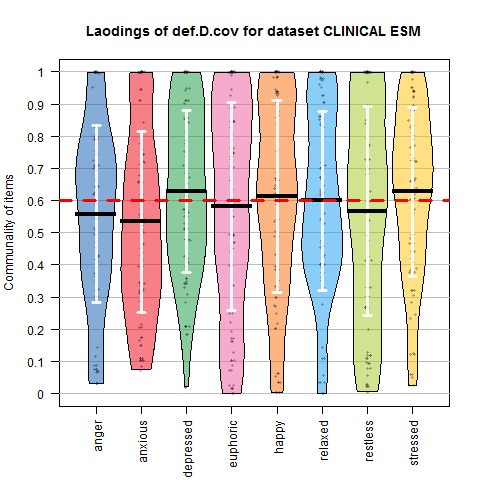 Laodings of def.D.cov for dataset CLINICAL ESM
Communality of items
1
0.9
0.8
0.7
0.6
0.5
0.4
0.3
0.2
0.1
0
anger
anxious
depressed
euphoric
happy
relaxed
restless
stressed